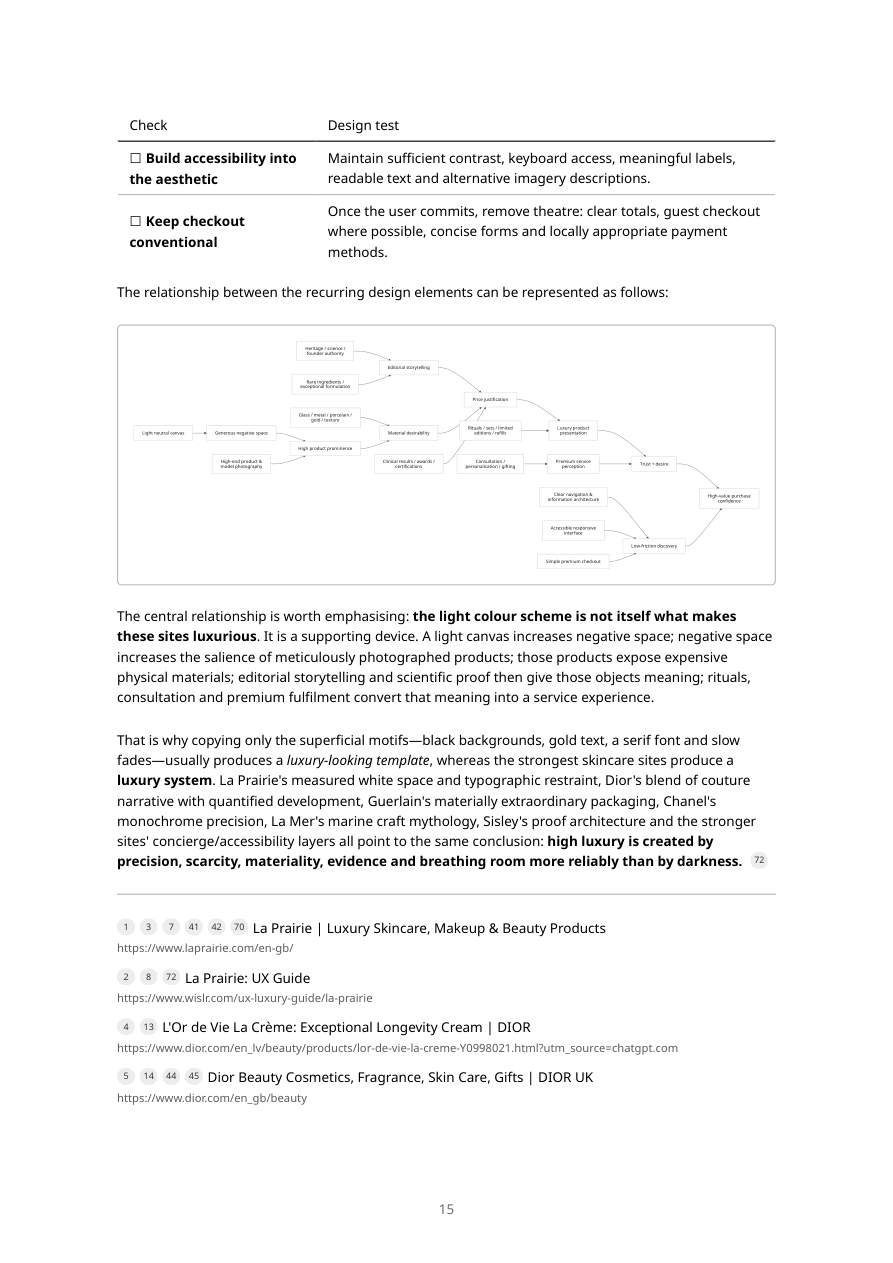 Check Design test
☐ Build accessibility into
the aesthetic
Maintain sufficient contrast, keyboard access, meaningful labels,
readable text and alternative imagery descriptions.
☐ Keep checkout
conventional
Once the user commits, remove theatre: clear totals, guest checkout
where possible, concise forms and locally appropriate payment
methods.
The relationship between the recurring design elements can be represented as follows:
Heritage / science /
founder authority
Editorial storytelling
Rare ingredients /
exceptional formulation
Price justification
Glass / metal / porcelain /
gold / texture
Light neutral canvas
Generous negative space
Material desirability
Rituals / sets / limited
editions / refills
Luxury product
presentation
High product prominence
High-end product &
model photography
Clinical results / awards /
certifications
Consultation /
personalisation / gifting
Premium service
perception
Trust + desire
Clear navigation &
information architecture
High-value purchase
confidence
Accessible responsive
interface
Low-friction discovery
Simple premium checkout
The central relationship is worth emphasising: the light colour scheme is not itself what makes
these sites luxurious. It is a supporting device. A light canvas increases negative space; negative space
increases the salience of meticulously photographed products; those products expose expensive
physical materials; editorial storytelling and scientific proof then give those objects meaning; rituals,
consultation and premium fulfilment convert that meaning into a service experience.
That is why copying only the superficial motifs—black backgrounds, gold text, a serif font and slow
fades—usually produces a luxury-looking template, whereas the strongest skincare sites produce a
luxury system. La Prairie's measured white space and typographic restraint, Dior's blend of couture
narrative with quantified development, Guerlain's materially extraordinary packaging, Chanel's
monochrome precision, La Mer's marine craft mythology, Sisley's proof architecture and the stronger
sites' concierge/accessibility layers all point to the same conclusion: high luxury is created by
precision, scarcity, materiality, evidence and breathing room more reliably than by darkness. 72
1 3 7 41 42 70 La Prairie | Luxury Skincare, Makeup & Beauty Products
https://www.laprairie.com/en-gb/
2 8 72 La Prairie: UX Guide
https://www.wislr.com/ux-luxury-guide/la-prairie
4 13 L'Or de Vie La Crème: Exceptional Longevity Cream | DIOR
https://www.dior.com/en_lv/beauty/products/lor-de-vie-la-creme-Y0998021.html?utm_source=chatgpt.com
5 14 44 45 Dior Beauty Cosmetics, Fragrance, Skin Care, Gifts | DIOR UK
https://www.dior.com/en_gb/beauty
15